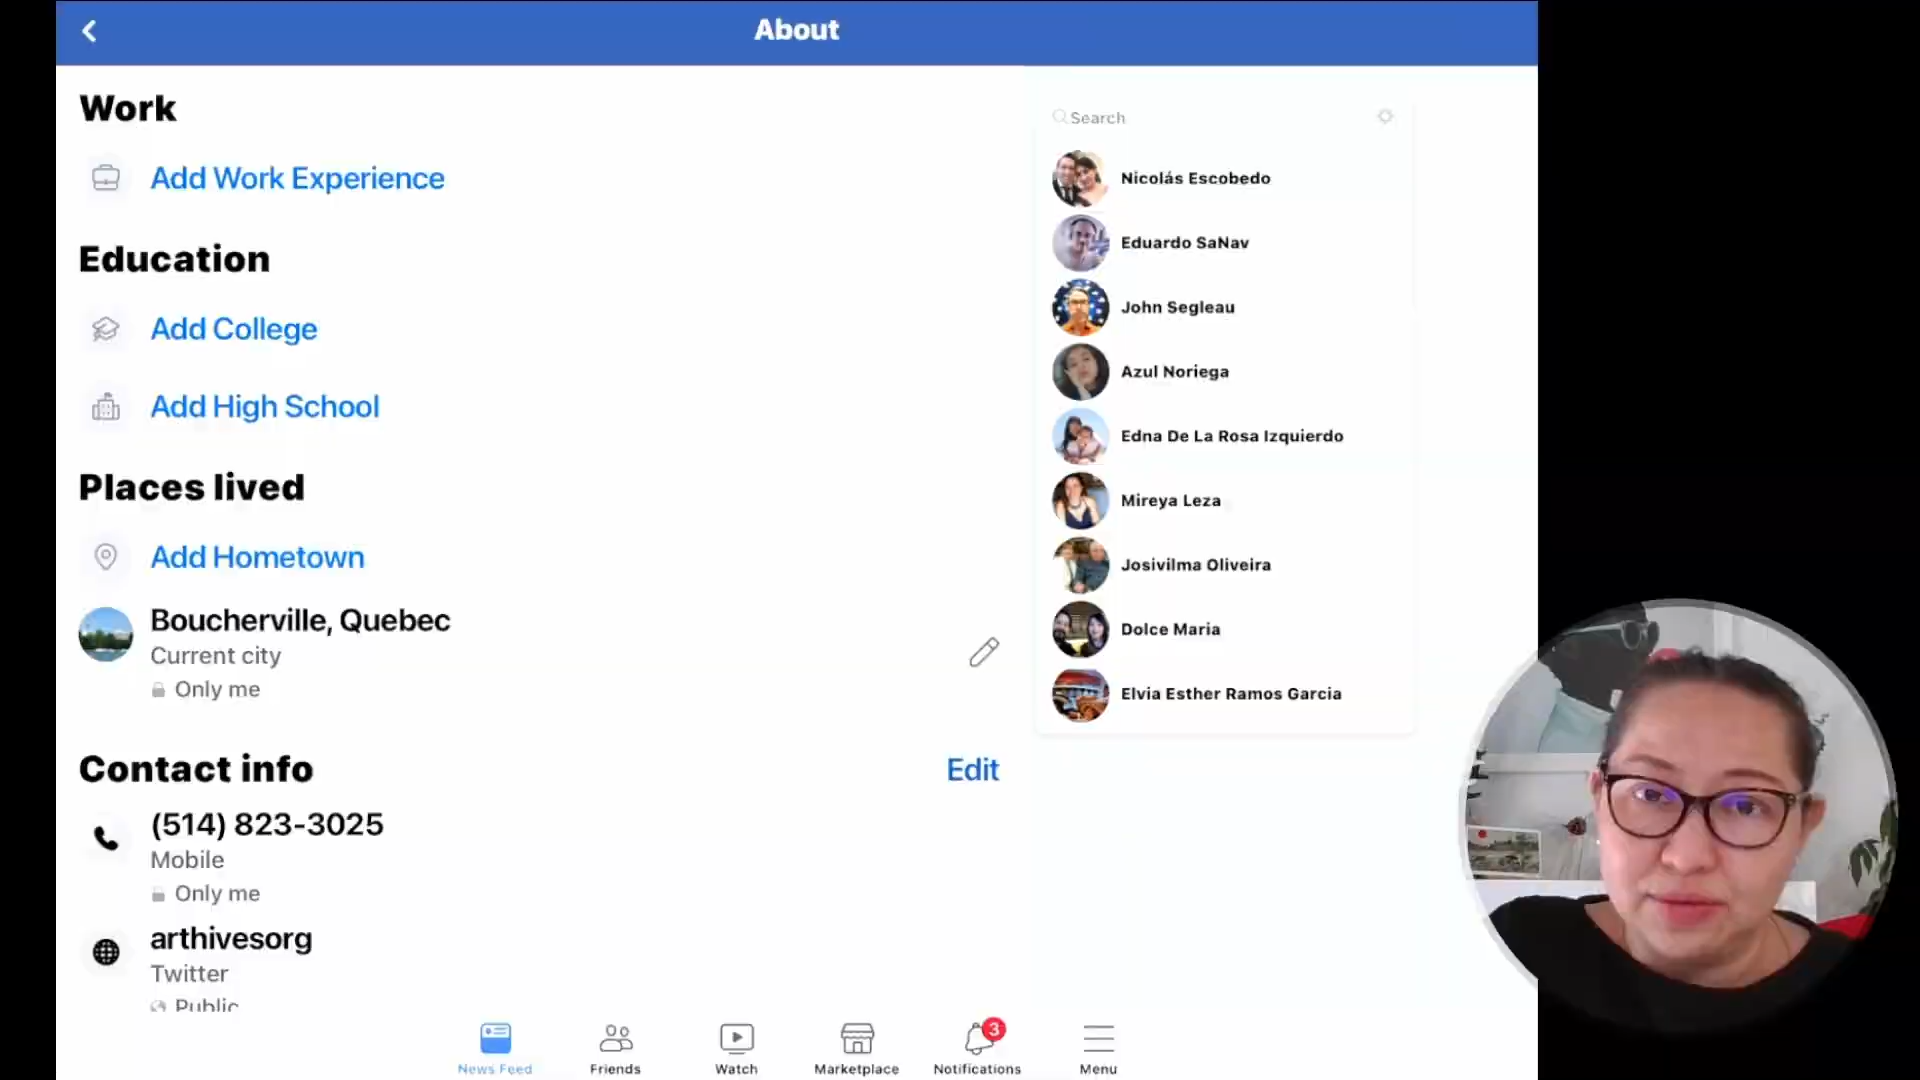 About
Work
Add Work Experience
Education
Add College
Add High School
Places lived
Add Hometown
Boucherville, Quebec
Current city
Only me
Contact info
Edit
(514) 823-3025
Mobile
Only me
arthivesorg
Twitter
Public
Search
Nicolás Escobedo
Eduardo SaNav
John Segleau
Azul Noriega
Edna De La Rosa Izquierdo
Mireya Leza
Josivilma Oliveira
Dolce Maria
Elvia Esther Ramos Garcia
News Feed
Friends
Watch
Marketplace
3
Notifications
Menu